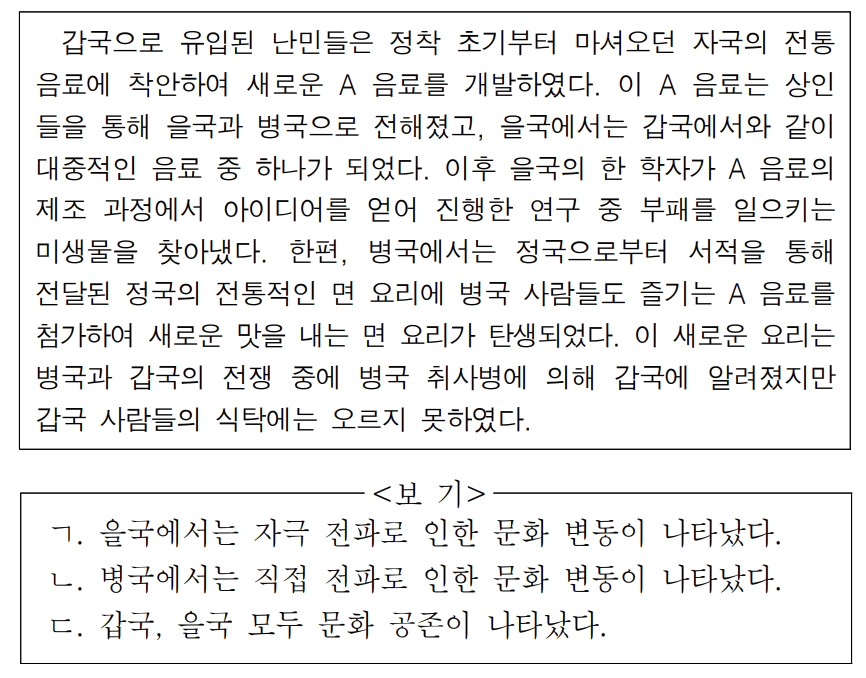 갑국으로 유입된 난민들은 정착 초기부터 마셔오던 자국의 전통
음료에 착안하여 새로운 A 음료를 개발하였다. 이 A 음료는 상인
들을 통해 을국과 병국으로 전해졌고, 을국에서는 갑국에서와 같이
대중적인 음료 중 하나가 되었다. 이후 을국의 한 학자가 A 음료의
제조 과정에서 아이디어를 얻어 진행한 연구 중 부패를 일으키는
미생물을 찾아냈다. 한편, 병국에서는 정국으로부터 서적을 통해
전달된 정국의 전통적인 면 요리에 병국 사람들도 즐기는 A 음료를
첨가하여 새로운 맛을 내는 면 요리가 탄생되었다. 이 새로운 요리는
병국과 갑국의 전쟁 중에 병국 취사병에 의해 갑국에 알려졌지만
갑국 사람들의 식탁에는 오르지 못하였다.
<보 기>
ㄱ. 을국에서는 자극 전파로 인한 문화 변동이 나타났다.
ㄴ. 병국에서는 직접 전파로 인한 문화 변동이 나타났다.
ㄷ. 갑국, 을국 모두 문화 공존이 나타났다.